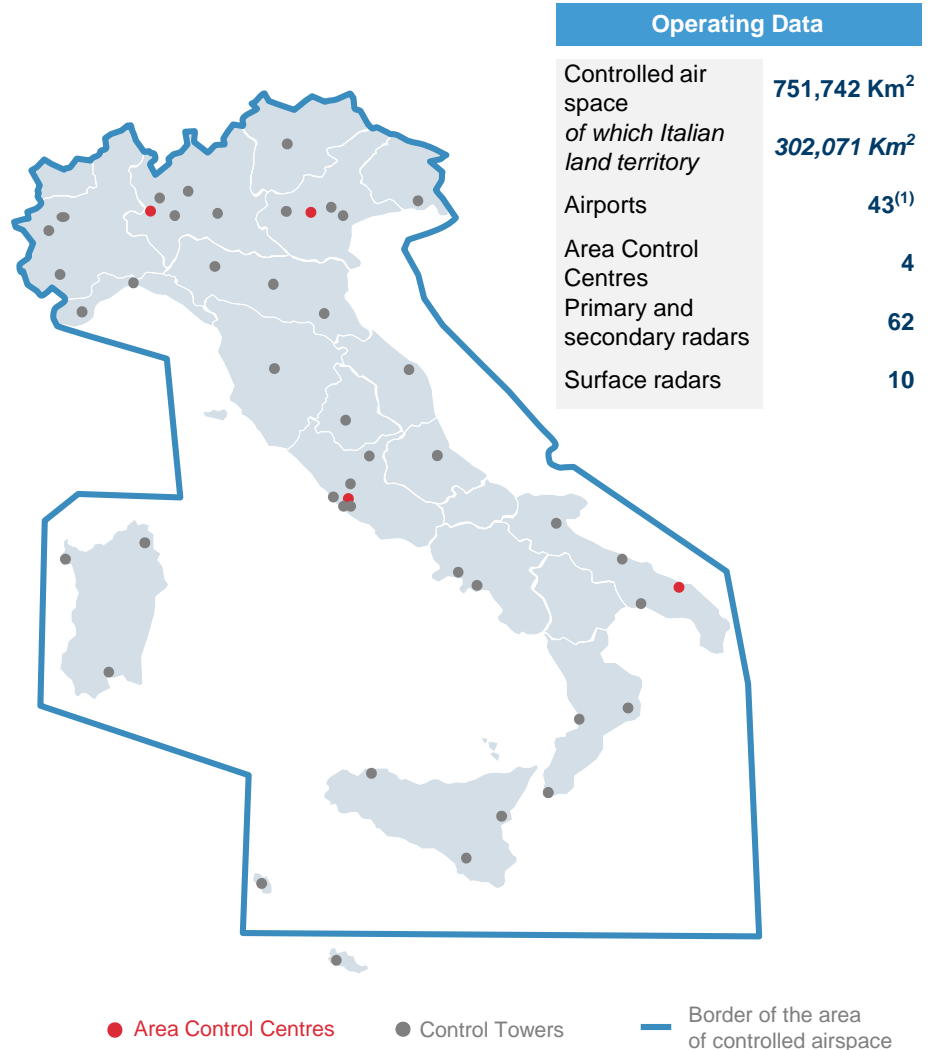 Operating Data
Controlled air
space
751,742 Km²
of which Italian
land territory
302,071 Km²
Airports
43⁽¹⁾
Area Control
Centres
4
Primary and
secondary radars
62
Surface radars
10
Area Control Centres
Control Towers
Border of the area
of controlled airspace